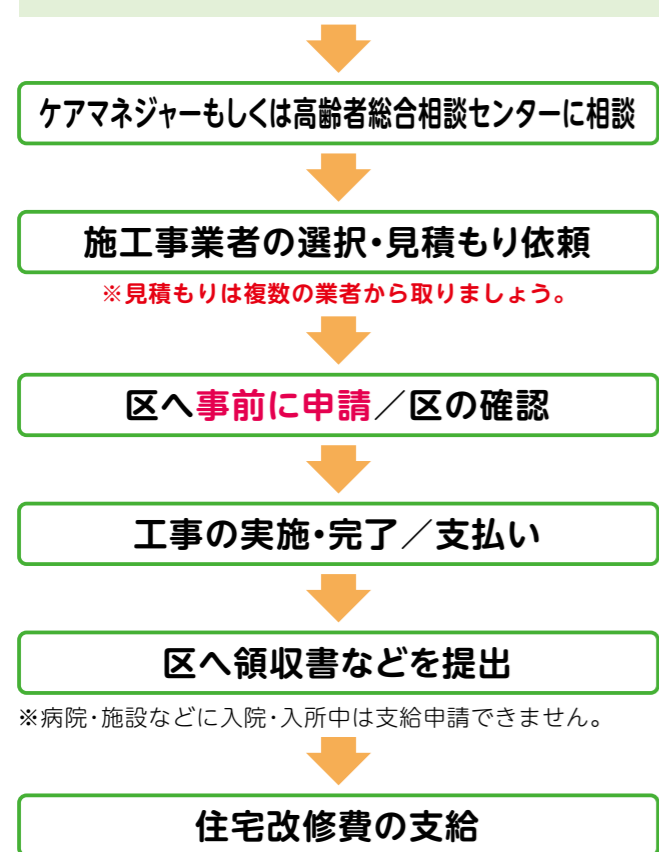 ケアマネジャーもしくは高齢者総合相談センターに相談
施工事業者の選択・見積もり依頼
※見積もりは複数の業者から取りましょう。
区へ事前に申請／区の確認
工事の実施・完了／支払い
区へ領収書などを提出
※病院・施設などに入院・入所中は支給申請できません。
住宅改修費の支給